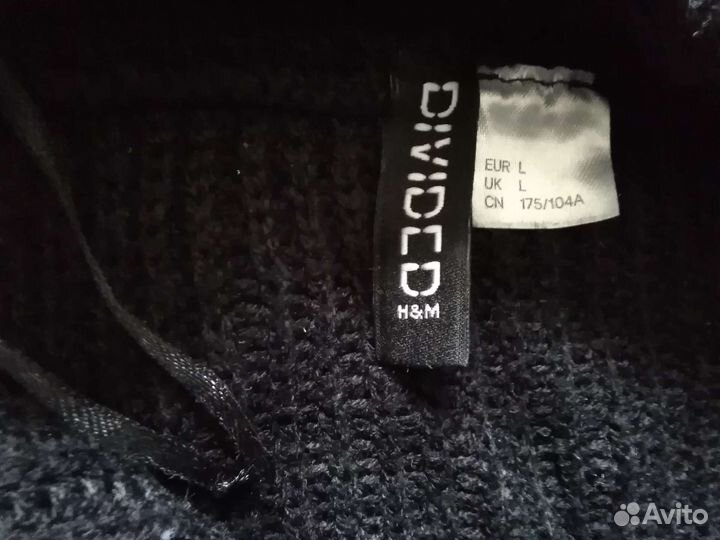 DIVIDED
H&M
EUR L
UK L
CN 175/104A
Avito